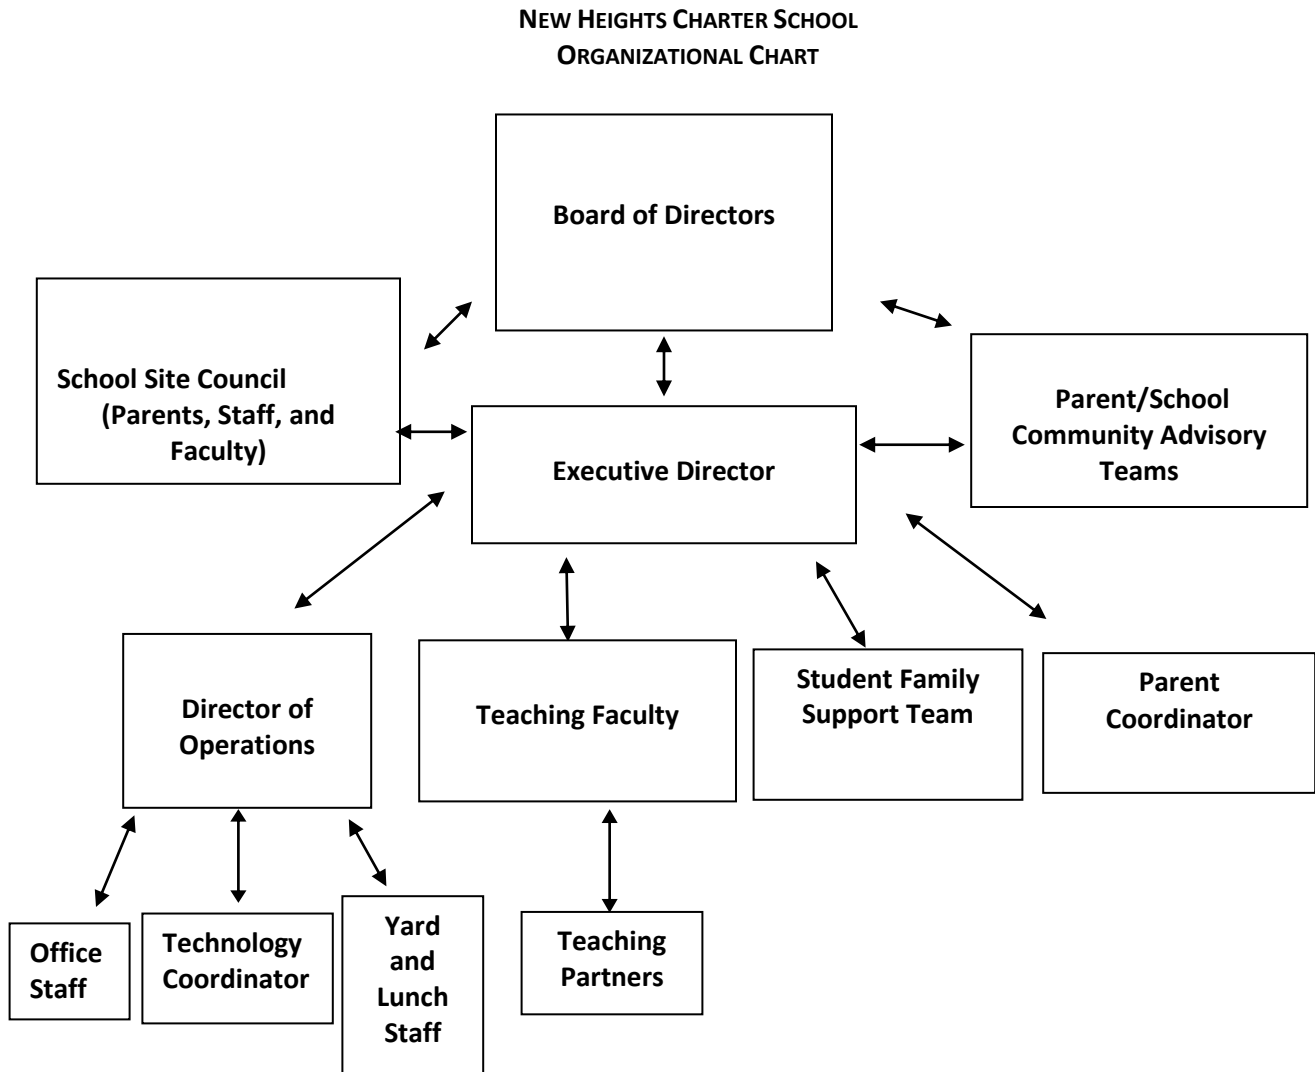 NEW HEIGHTS CHARTER SCHOOL
ORGANIZATIONAL CHART
Board of Directors
School Site Council
(Parents, Staff, and
Faculty)
Executive Director
Parent/School
Community Advisory
Teams
Director of
Operations
Teaching Faculty
Student Family
Support Team
Parent
Coordinator
Office
Staff
Technology
Coordinator
Yard
and
Lunch
Staff
Teaching
Partners